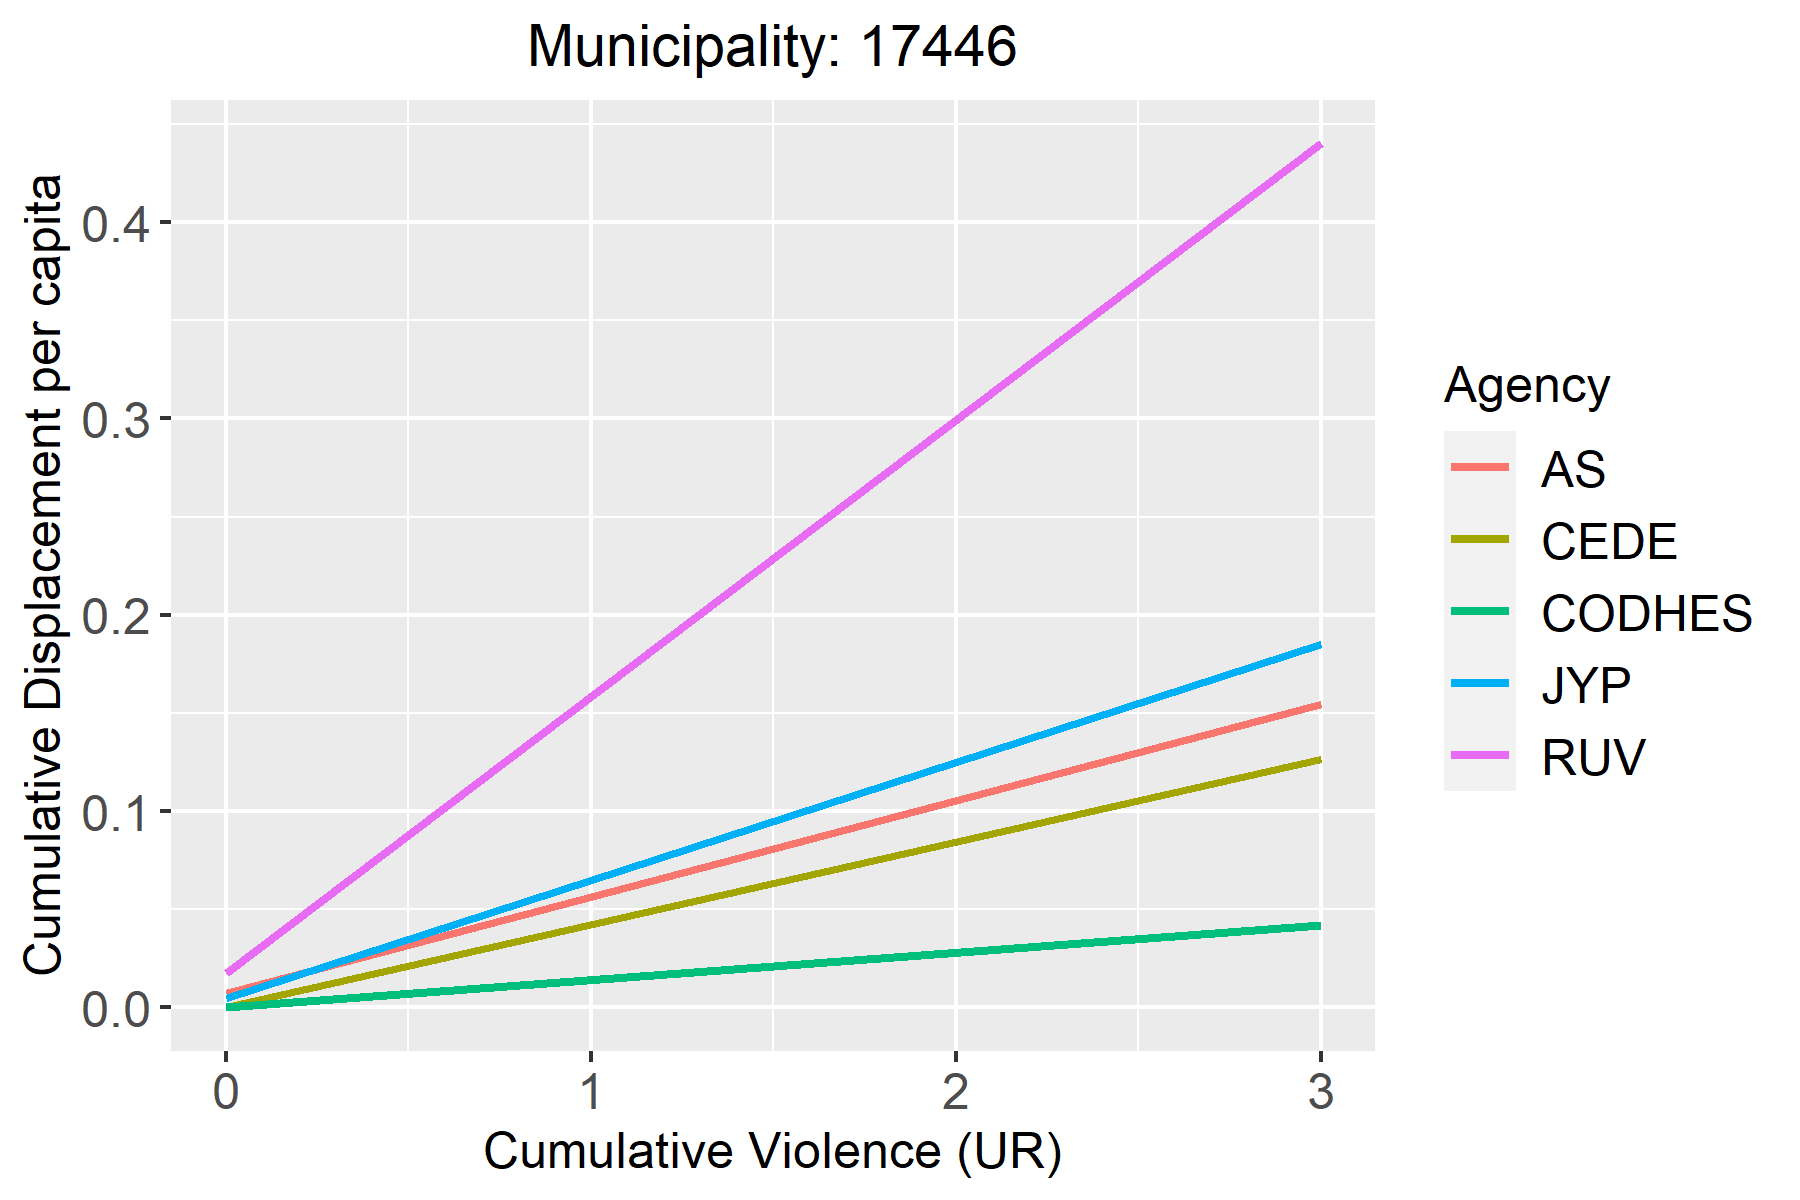 Municipality: 17446
Cumulative Displacement per capita
0.4
0.3
0.2
0.1
0.0
0
1
2
3
Cumulative Violence (UR)
Agency
AS
CEDE
CODHES
JYP
RUV